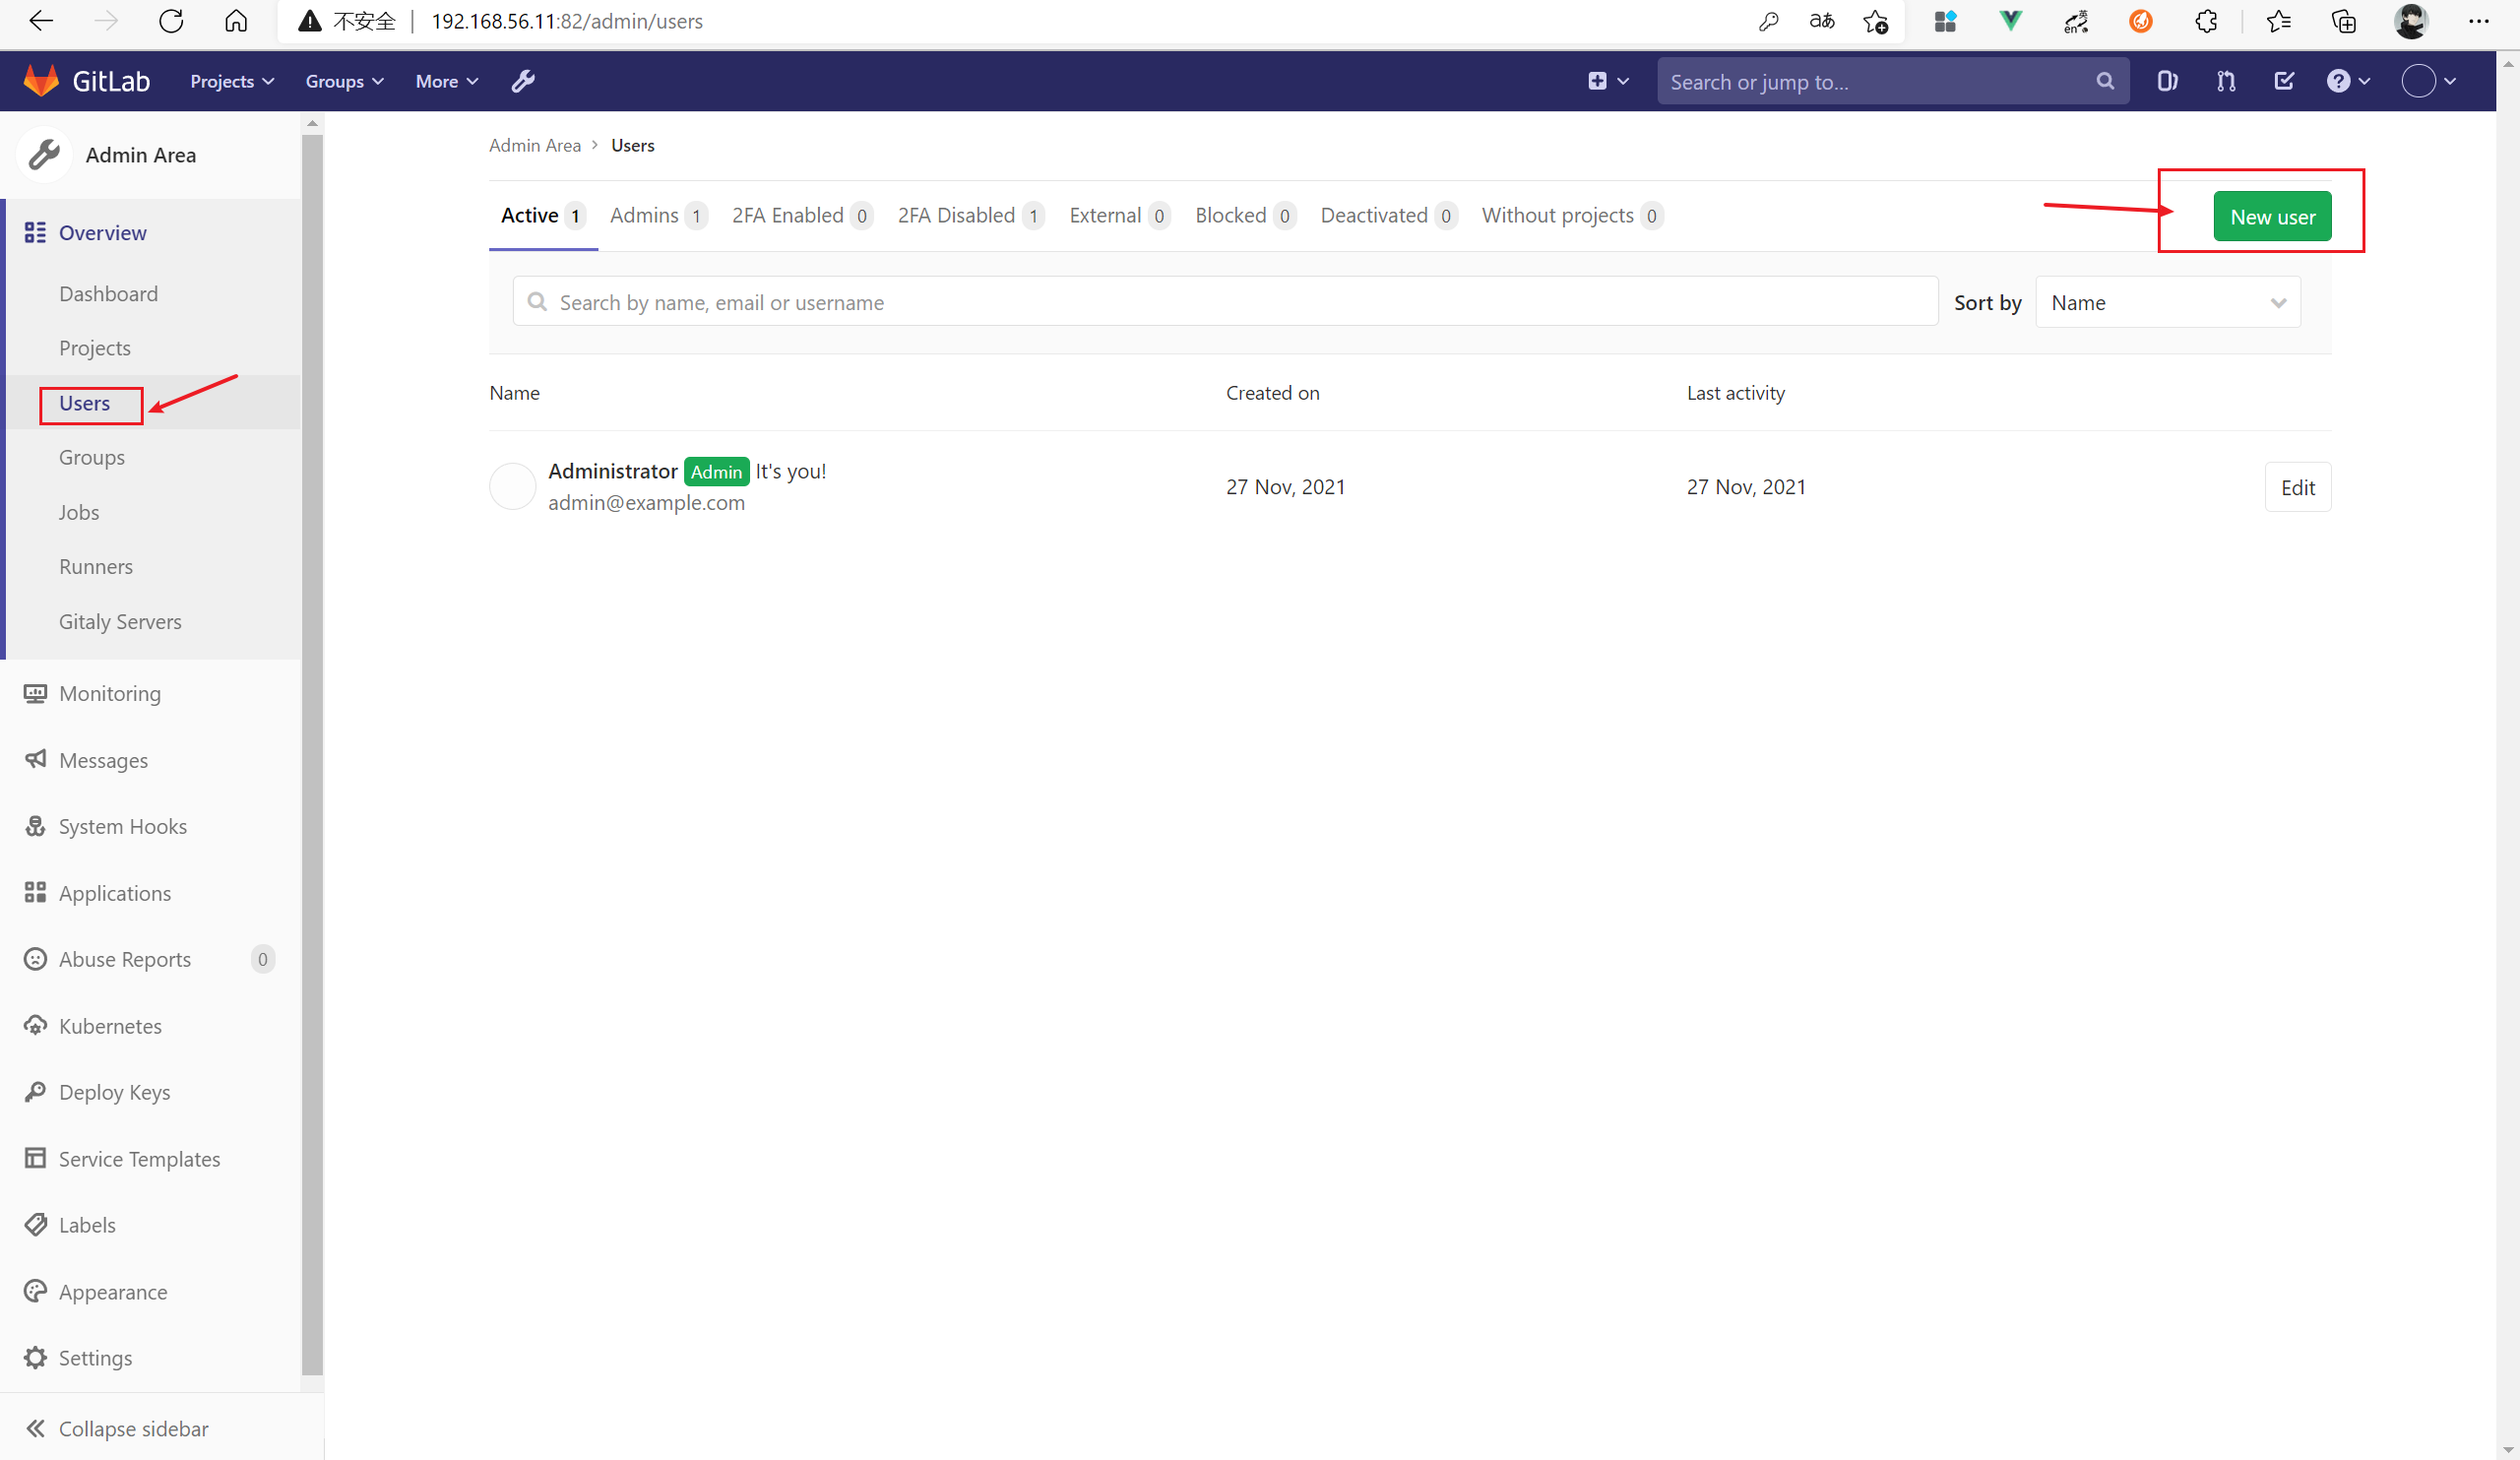 不安全 192.168.56.11:82/admin/users aあ 英 en
GitLab Projects Groups More Search or jump to...
Admin Area
Overview
Dashboard
Projects
Users
Groups
Jobs
Runners
Gitaly Servers
Monitoring
Messages
System Hooks
Applications
Abuse Reports 0
Kubernetes
Deploy Keys
Service Templates
Labels
Appearance
Settings
Collapse sidebar
Admin Area > Users
Active 1 Admins 1 2FA Enabled 0 2FA Disabled 1 External 0 Blocked 0 Deactivated 0 Without projects 0 New user
Search by name, email or username Sort by Name
Name Created on Last activity
Administrator Admin It's you!
admin@example.com 27 Nov, 2021 27 Nov, 2021 Edit